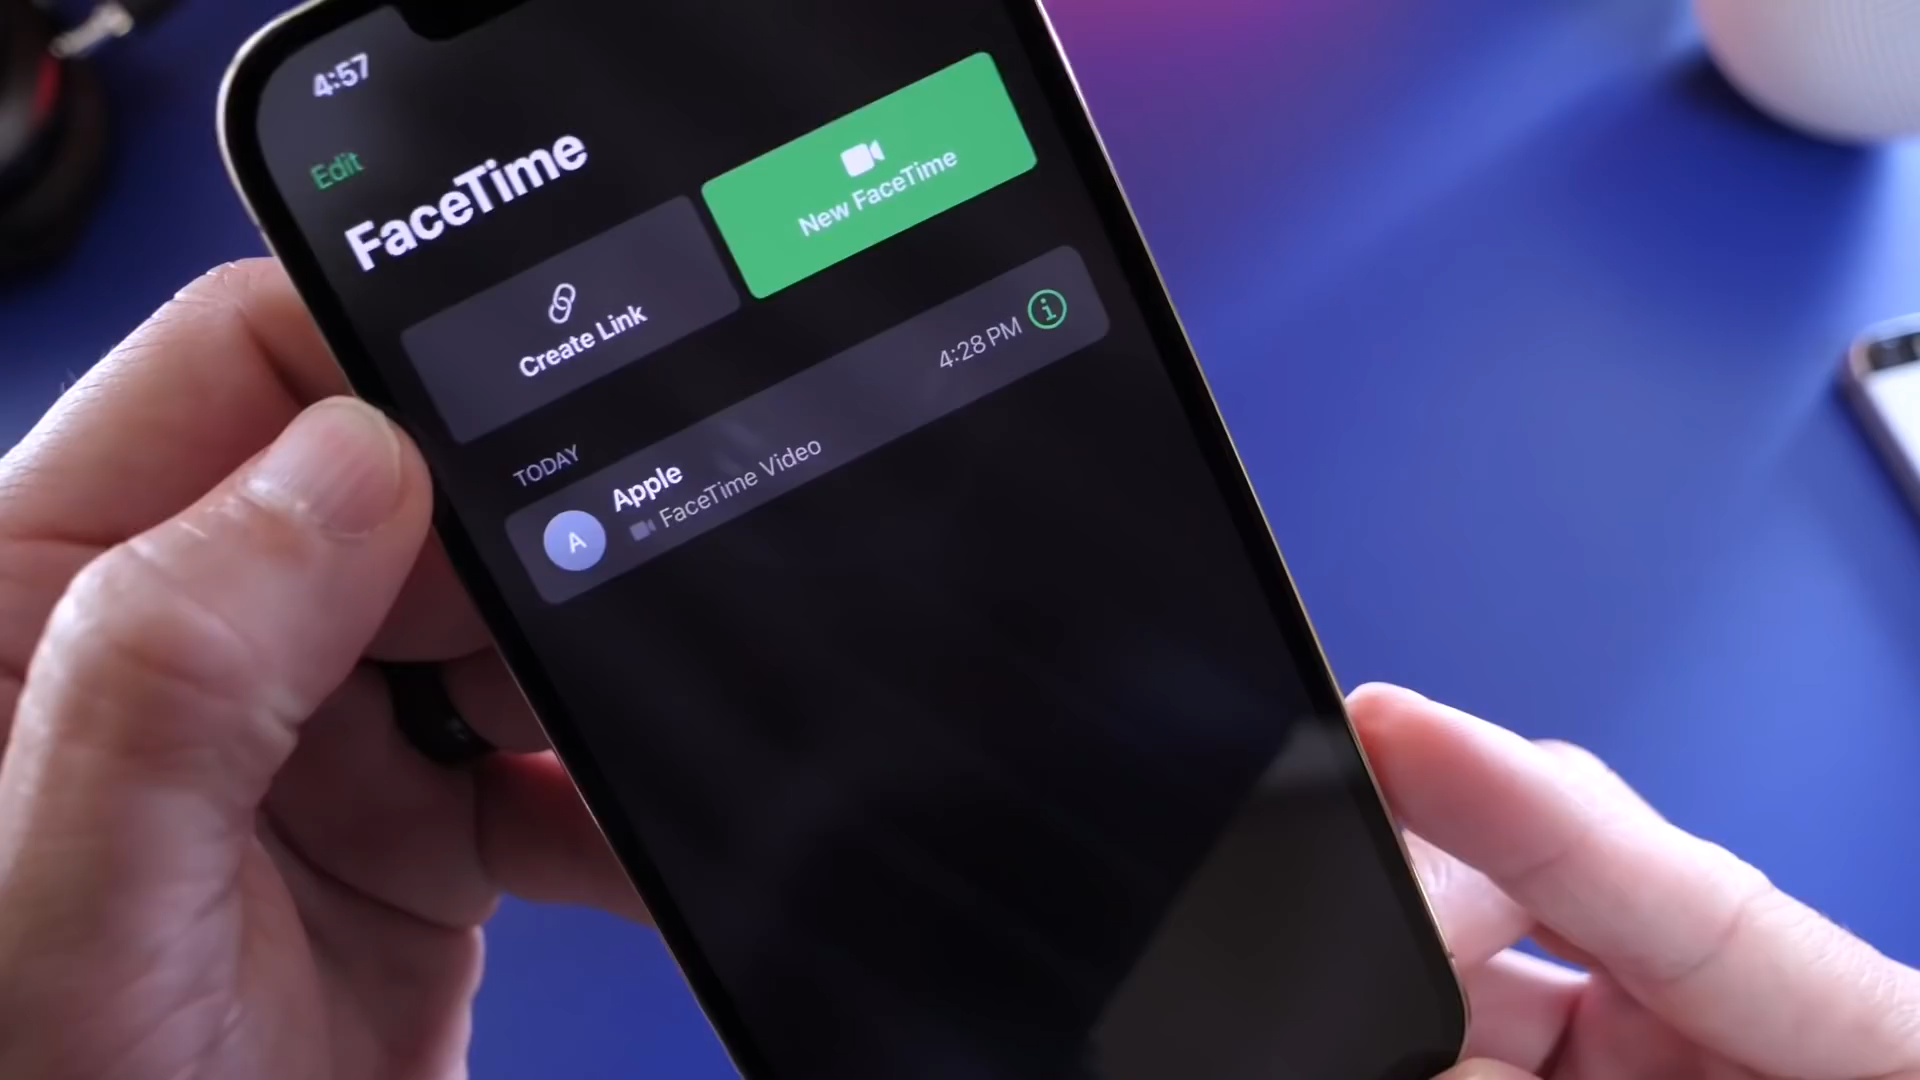 4:57
Edit
FaceTime
Create Link
New FaceTime
TODAY
A
Apple
FaceTime Video
4:28 PM